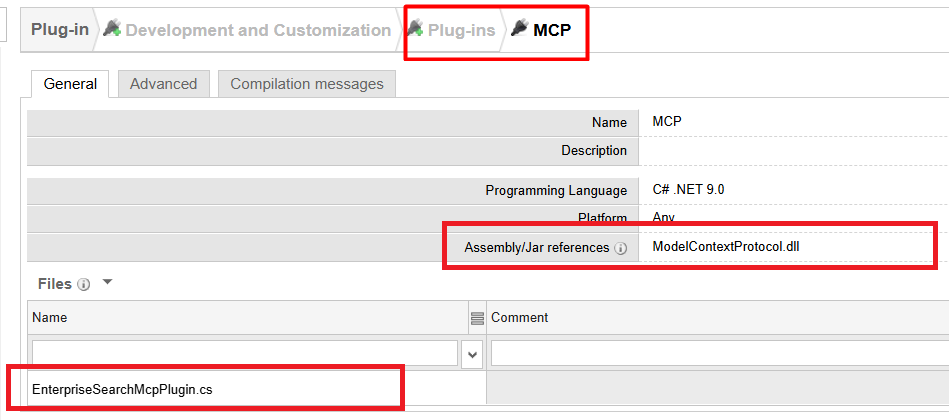 Plug-in Development and Customization Plug-ins MCP
General Advanced Compilation messages
Name MCP
Description
Programming Language C# .NET 9.0
Platform Any
Assembly/Jar references ModelContextProtocol.dll
Files
Name Comment
EnterpriseSearchMcpPlugin.cs